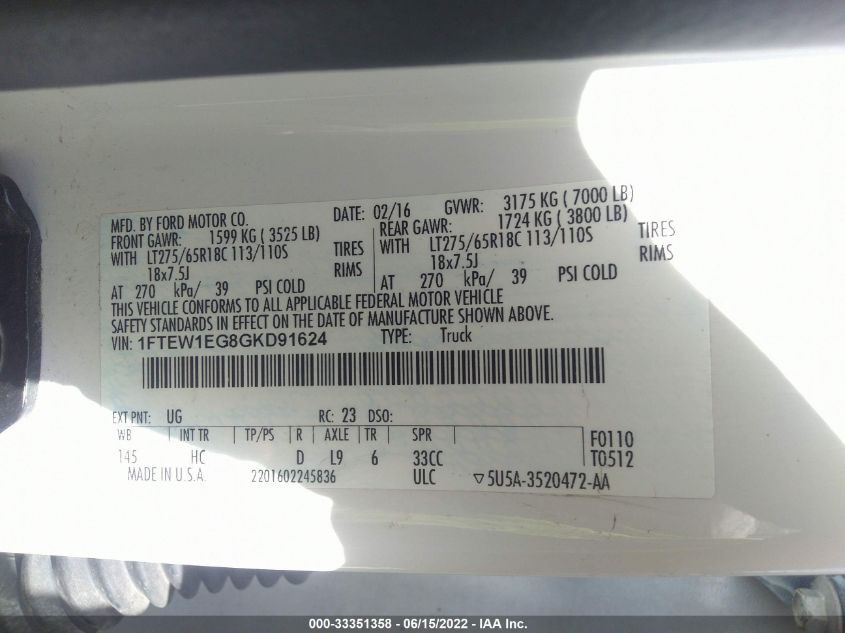 MFD. BY FORD MOTOR CO.
DATE: 02/16 GVWR: 3175 KG ( 7000 LB)
FRONT GAWR: 1599 KG ( 3525 LB) REAR GAWR: 1724 KG ( 3800 LB)
WITH LT275/65R18C 113/110S TIRES WITH LT275/65R18C 113/110S TIRES
18x7.5J RIMS 18x7.5J RIMS
AT 270 kPa/ 39 PSI COLD AT 270 kPa/ 39 PSI COLD
THIS VEHICLE CONFORMS TO ALL APPLICABLE FEDERAL MOTOR VEHICLE
SAFETY STANDARDS IN EFFECT ON THE DATE OF MANUFACTURE SHOWN ABOVE.
VIN: 1FTEW1EG8GKD91624 TYPE: Truck
EXT PNT: UG RC: 23 DSO:
WB INT TR TP/PS R AXLE TR SPR F0110
145 HC D L9 6 33CC T0512
MADE IN U.S.A. 2201602245836 ULC ▽5U5A-3520472-AA
000-33351358 - 06/15/2022 - IAA Inc.